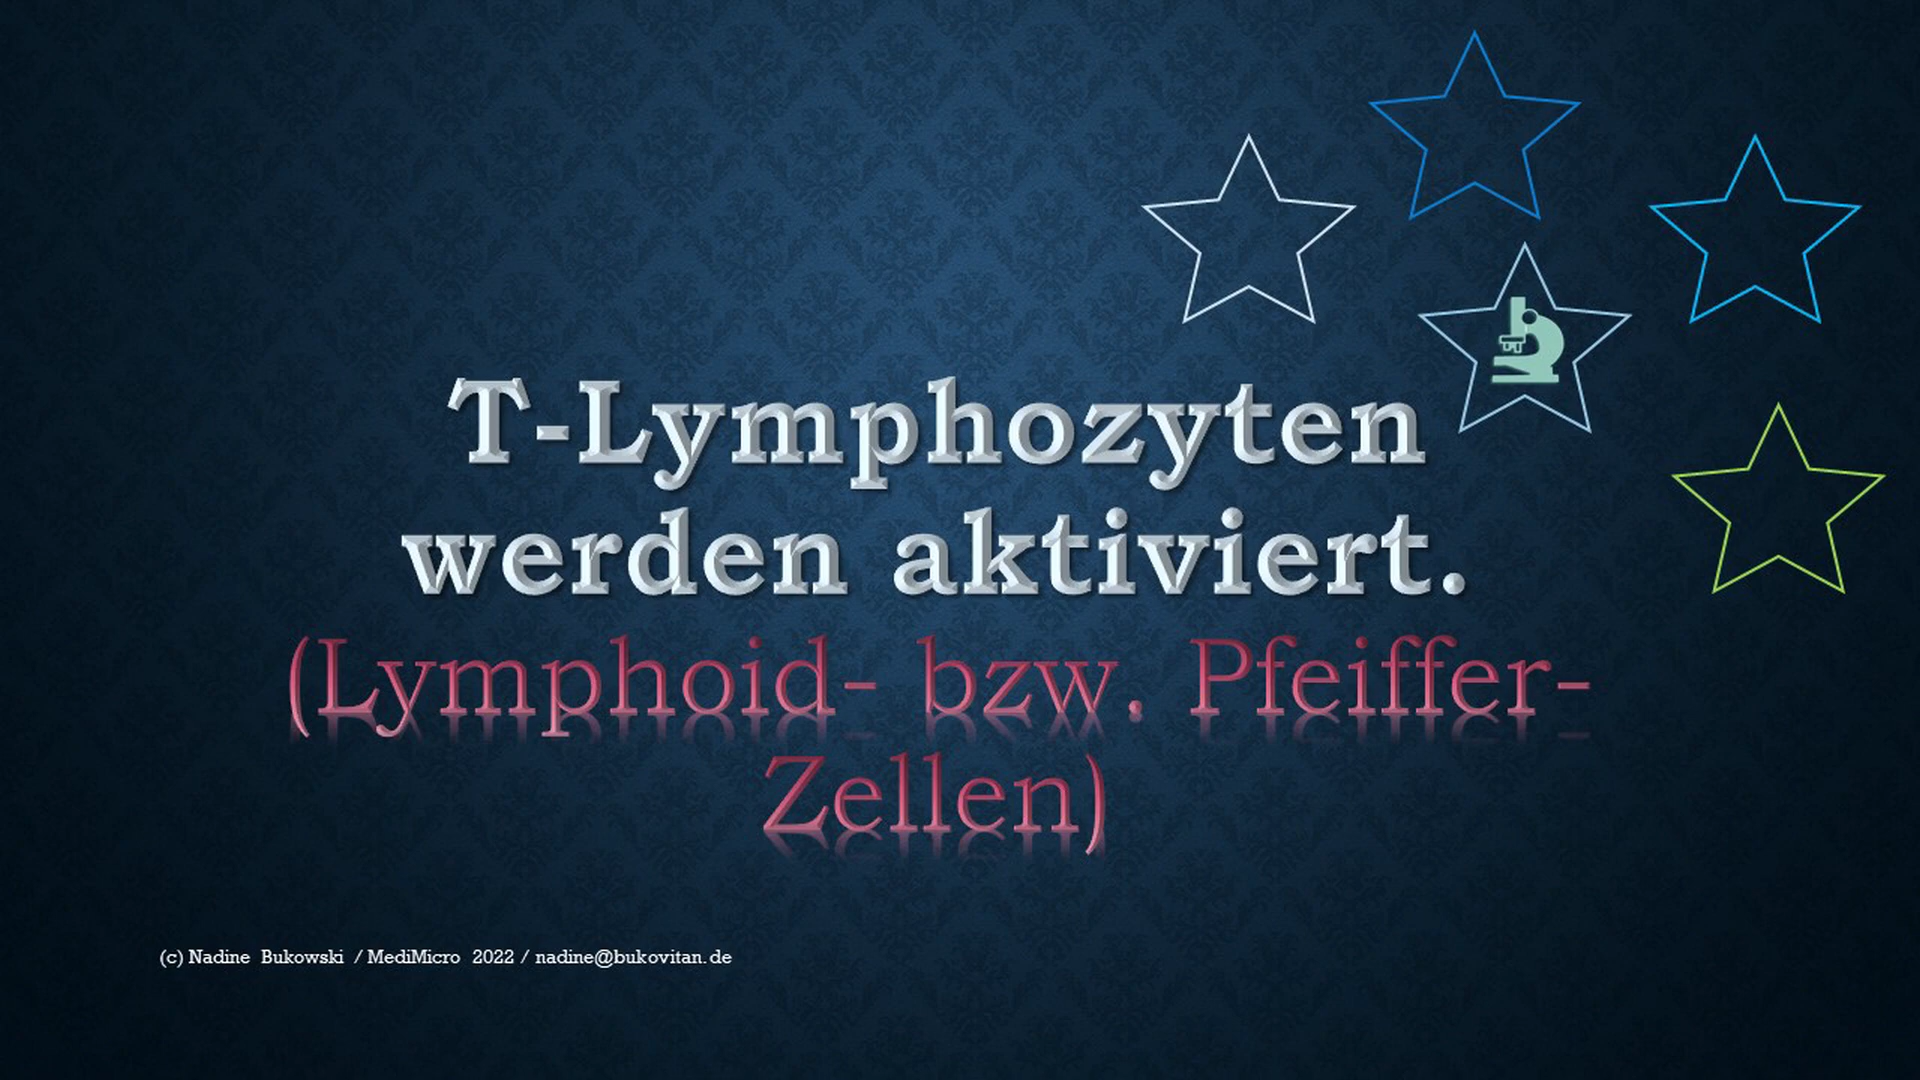 T-Lymphozyten
werden aktiviert.
(Lymphoid- bzw. Pfeiffer-
Zellen)
(c) Nadine Bukowski / MediMicro 2022 / nadine@bukovitan.de